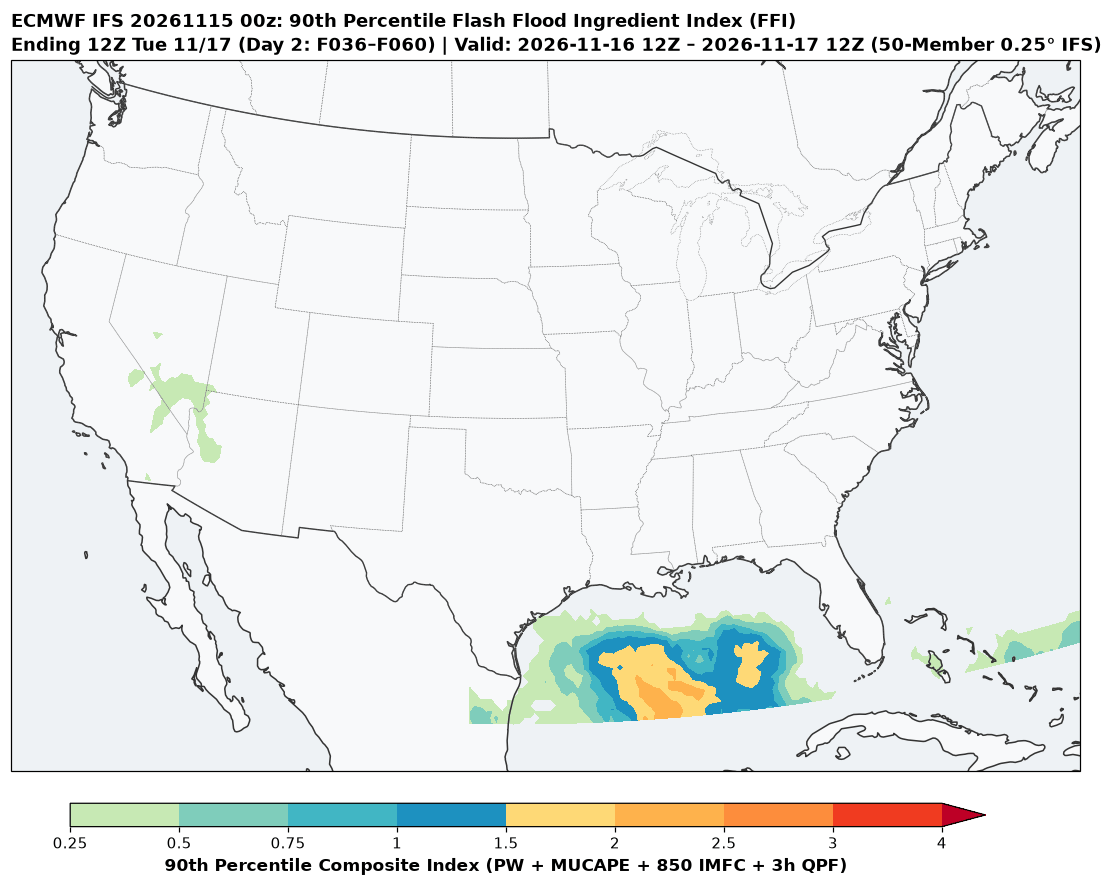 ECMWF IFS 20261115 00z: 90th Percentile Flash Flood Ingredient Index (FFI)
Ending 12Z Tue 11/17 (Day 2: F036–F060) | Valid: 2026-11-16 12Z – 2026-11-17 12Z (50-Member 0.25° IFS)
0.25 0.5 0.75 1 1.5 2 2.5 3 4
90th Percentile Composite Index (PW + MUCAPE + 850 IMFC + 3h QPF)